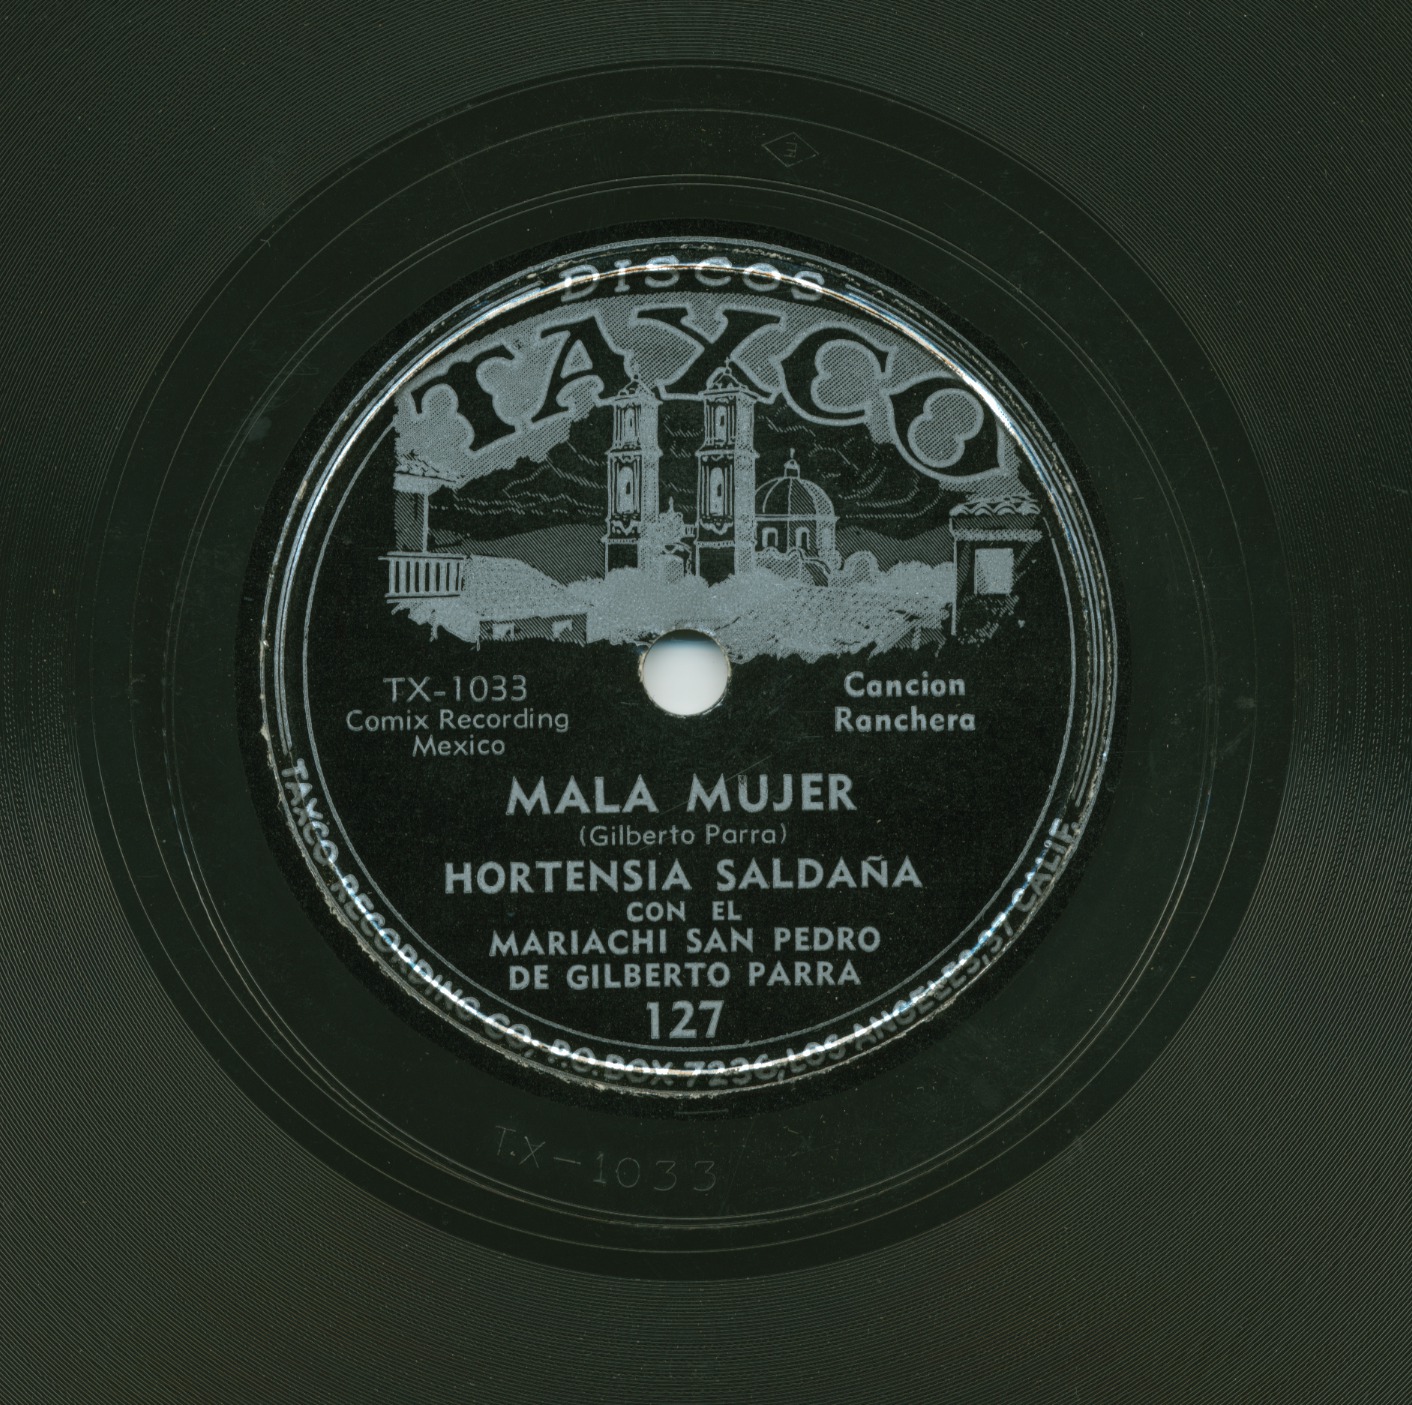 DISCOS
TAXCO
TX-1033
Comix Recording
Mexico
Cancion
Ranchera
MALA MUJER
(Gilberto Parra)
HORTENSIA SALDAÑA
CON EL
MARIACHI SAN PEDRO
DE GILBERTO PARRA
127
TAXCO RECORDING CO., P.O. BOX 7236, LOS ANGELES, 37 CALIF.
T.X-1033